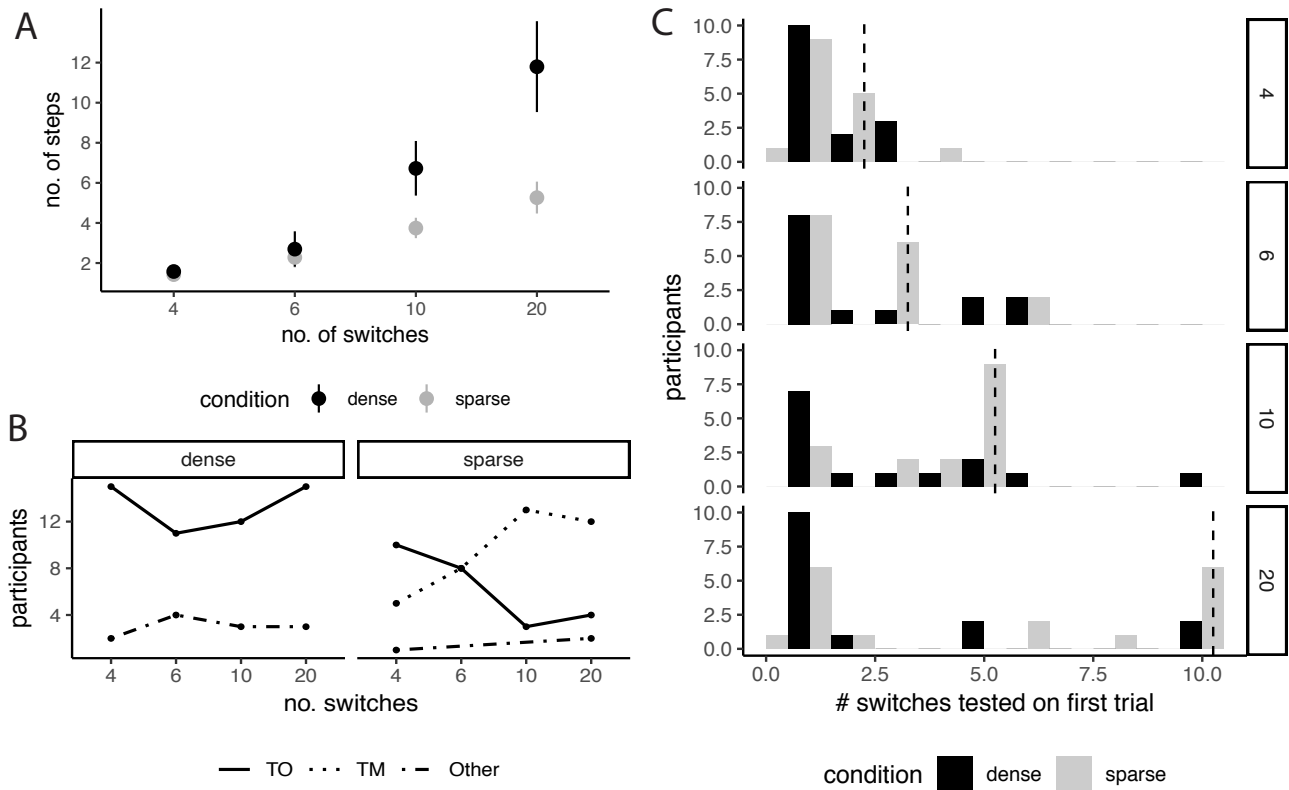 A
12
10
8
6
4
2
no. of steps
4 6 10 20
no. of switches
condition dense sparse
B
dense sparse
12
8
4
participants
4 6 10 20 4 6 10 20
no. switches
TO TM Other
C
10.0
7.5
5.0
2.5
0.0
4
10.0
7.5
5.0
2.5
0.0
6
participants
10.0
7.5
5.0
2.5
0.0
10
10.0
7.5
5.0
2.5
0.0
20
0.0 2.5 5.0 7.5 10.0
# switches tested on first trial
condition dense sparse